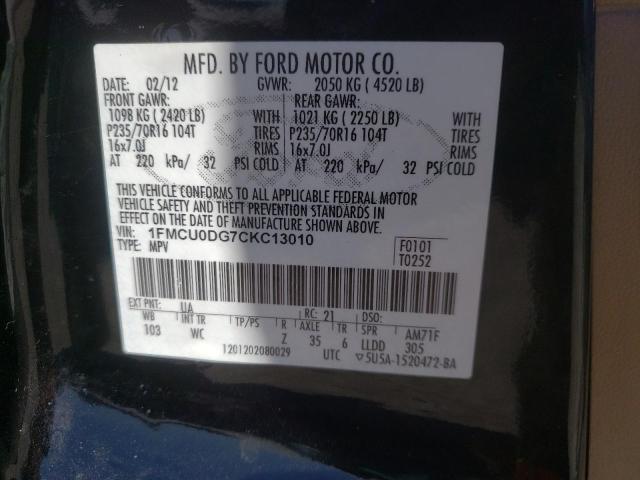 MFD. BY FORD MOTOR CO.
DATE: 02/12 GVWR: 2050 KG ( 4520 LB)
FRONT GAWR: REAR GAWR:
1098 KG ( 2420 LB) WITH 1021 KG ( 2250 LB) WITH
P235/70R16 104T TIRES P235/70R16 104T TIRES
16x7.0J RIMS 16x7.0J RIMS
AT 220 kPa/ 32 PSI COLD AT 220 kPa/ 32 PSI COLD
THIS VEHICLE CONFORMS TO ALL APPLICABLE FEDERAL MOTOR
VEHICLE SAFETY AND THEFT PREVENTION STANDARDS IN
EFFECT ON THE DATE OF MANUFACTURE SHOWN ABOVE.
VIN: 1FMCU0DG7CKC13010
TYPE: MPV
F0101
T0252
EXT PNT: UA RC: 21 DSO:
WB INT TR TP/PS R AXLE TR SPR AM71F
103 WC Z 35 6 LLDD 305
1201202080029 UTC ▽5U5A-1520472-BA